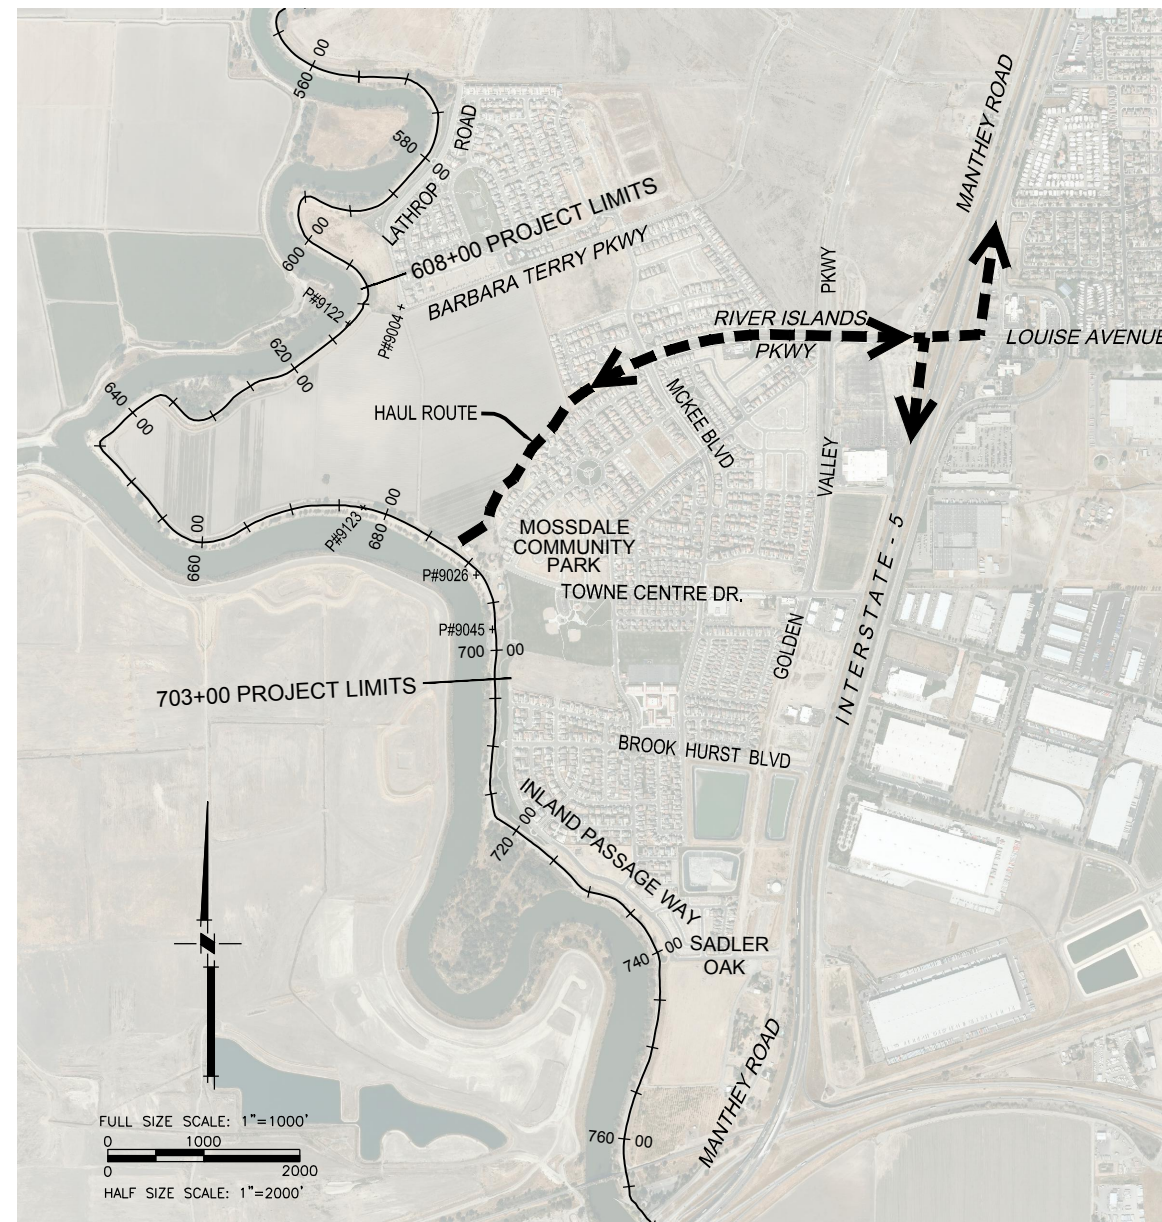 560 00
580 00
LATHROP ROAD
MANTHEY ROAD
600 00
608+00 PROJECT LIMITS
BARBARA TERRY PKWY
P#9122
P#9004
620 00
RIVER ISLANDS
PKWY
PKWY
LOUISE AVENUE
640 00
HAUL ROUTE
MCKEE BLVD
VALLEY
P#9123
680 00
660 00
MOSSDALE
COMMUNITY
PARK
INTERSTATE - 5
P#9026
TOWNE CENTRE DR.
P#9045
700 00
GOLDEN
703+00 PROJECT LIMITS
BROOK HURST BLVD
INLAND PASSAGE WAY
720 00
740 00
SADLER
OAK
MANTHEY ROAD
760 00
FULL SIZE SCALE: 1"=1000'
0 1000
0 2000
HALF SIZE SCALE: 1"=2000'